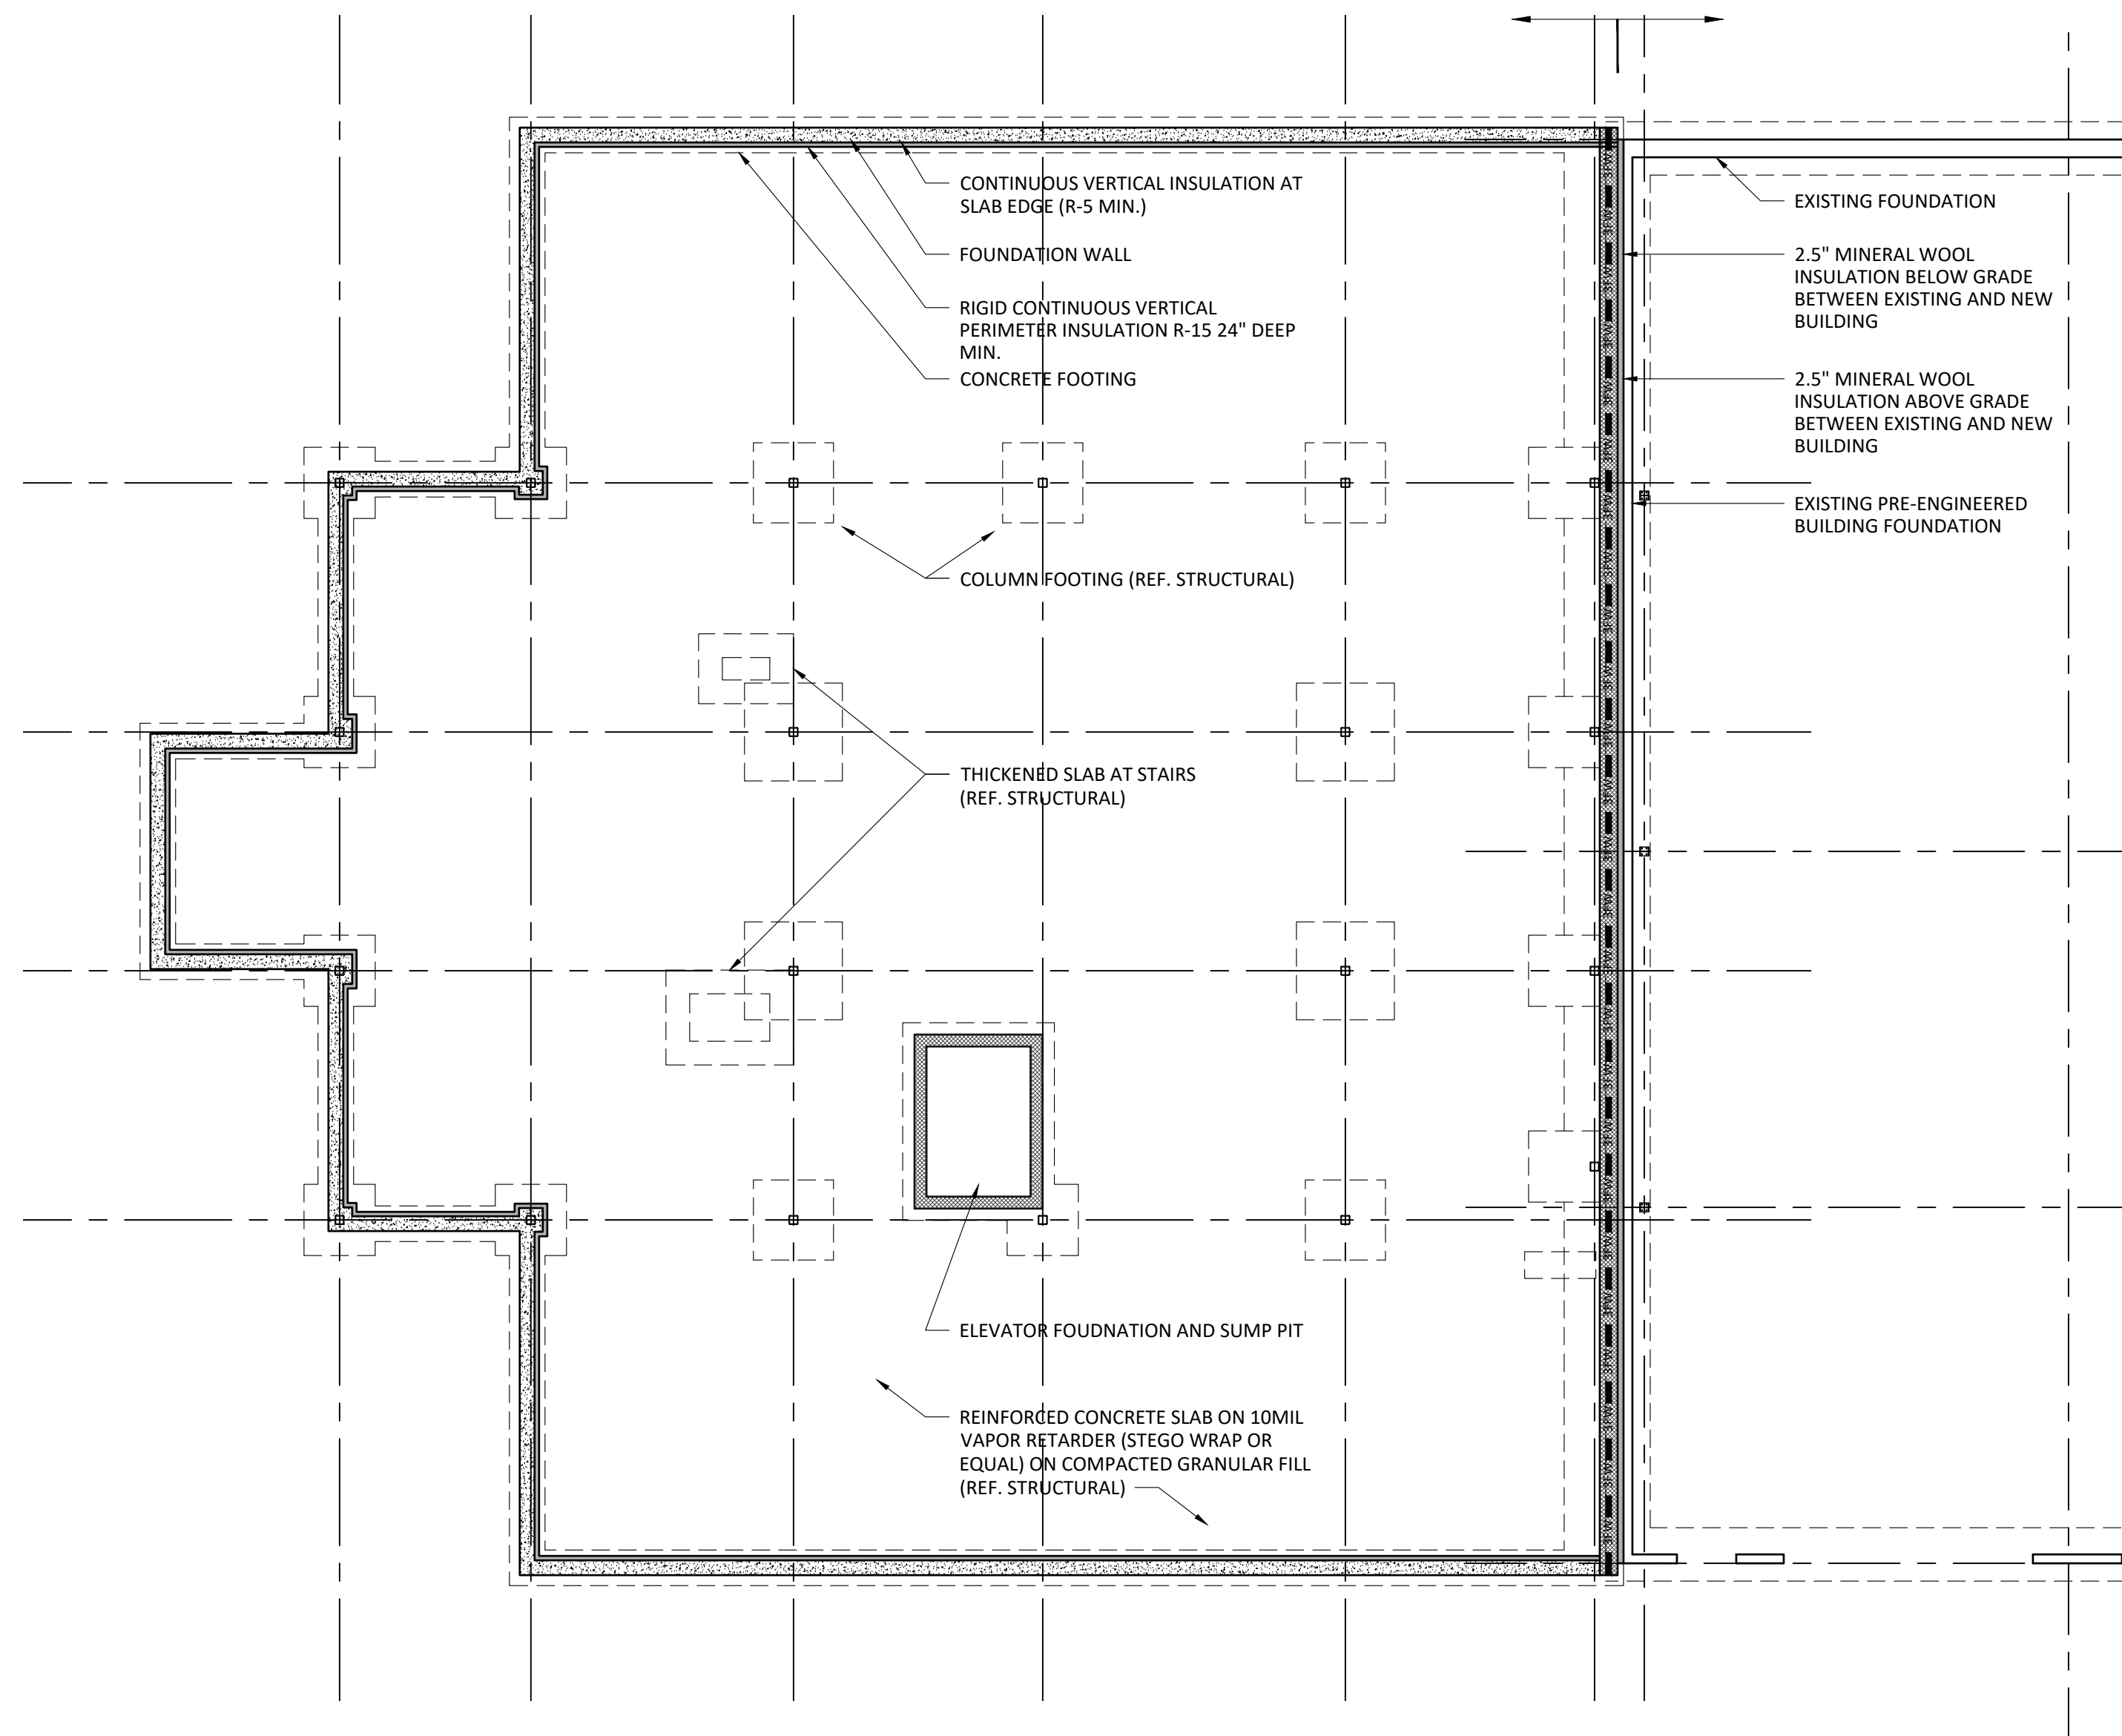 CONTINUOUS VERTICAL INSULATION AT
SLAB EDGE (R-5 MIN.)
FOUNDATION WALL
RIGID CONTINUOUS VERTICAL
PERIMETER INSULATION R-15 24" DEEP
MIN.
CONCRETE FOOTING
EXISTING FOUNDATION
2.5" MINERAL WOOL
INSULATION BELOW GRADE
BETWEEN EXISTING AND NEW
BUILDING
2.5" MINERAL WOOL
INSULATION ABOVE GRADE
BETWEEN EXISTING AND NEW
BUILDING
EXISTING PRE-ENGINEERED
BUILDING FOUNDATION
COLUMN FOOTING (REF. STRUCTURAL)
THICKENED SLAB AT STAIRS
(REF. STRUCTURAL)
ELEVATOR FOUDNATION AND SUMP PIT
REINFORCED CONCRETE SLAB ON 10MIL
VAPOR RETARDER (STEGO WRAP OR
EQUAL) ON COMPACTED GRANULAR FILL
(REF. STRUCTURAL)